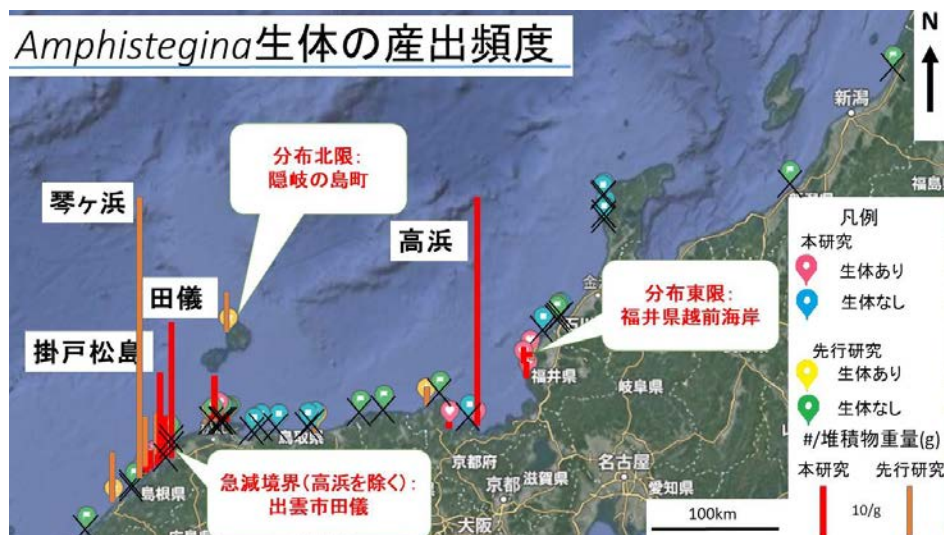 Amphistegina生体の産出頻度
N
新潟
分布北限：
隠岐の島町
福島県
琴ヶ浜
高浜
凡例
本研究
生体あり
生体なし
田儀
分布東限：
福井県越前海岸
掛戸松島
福井県
岐阜県
先行研究
生体あり
生体なし
鳥取県
#/堆積物重量(g)
京都府
名古屋
本研究 先行研究
島根県
急減境界(高浜を除く)：
出雲市田儀
京都
滋賀県
愛知県
10/g
大阪
100km